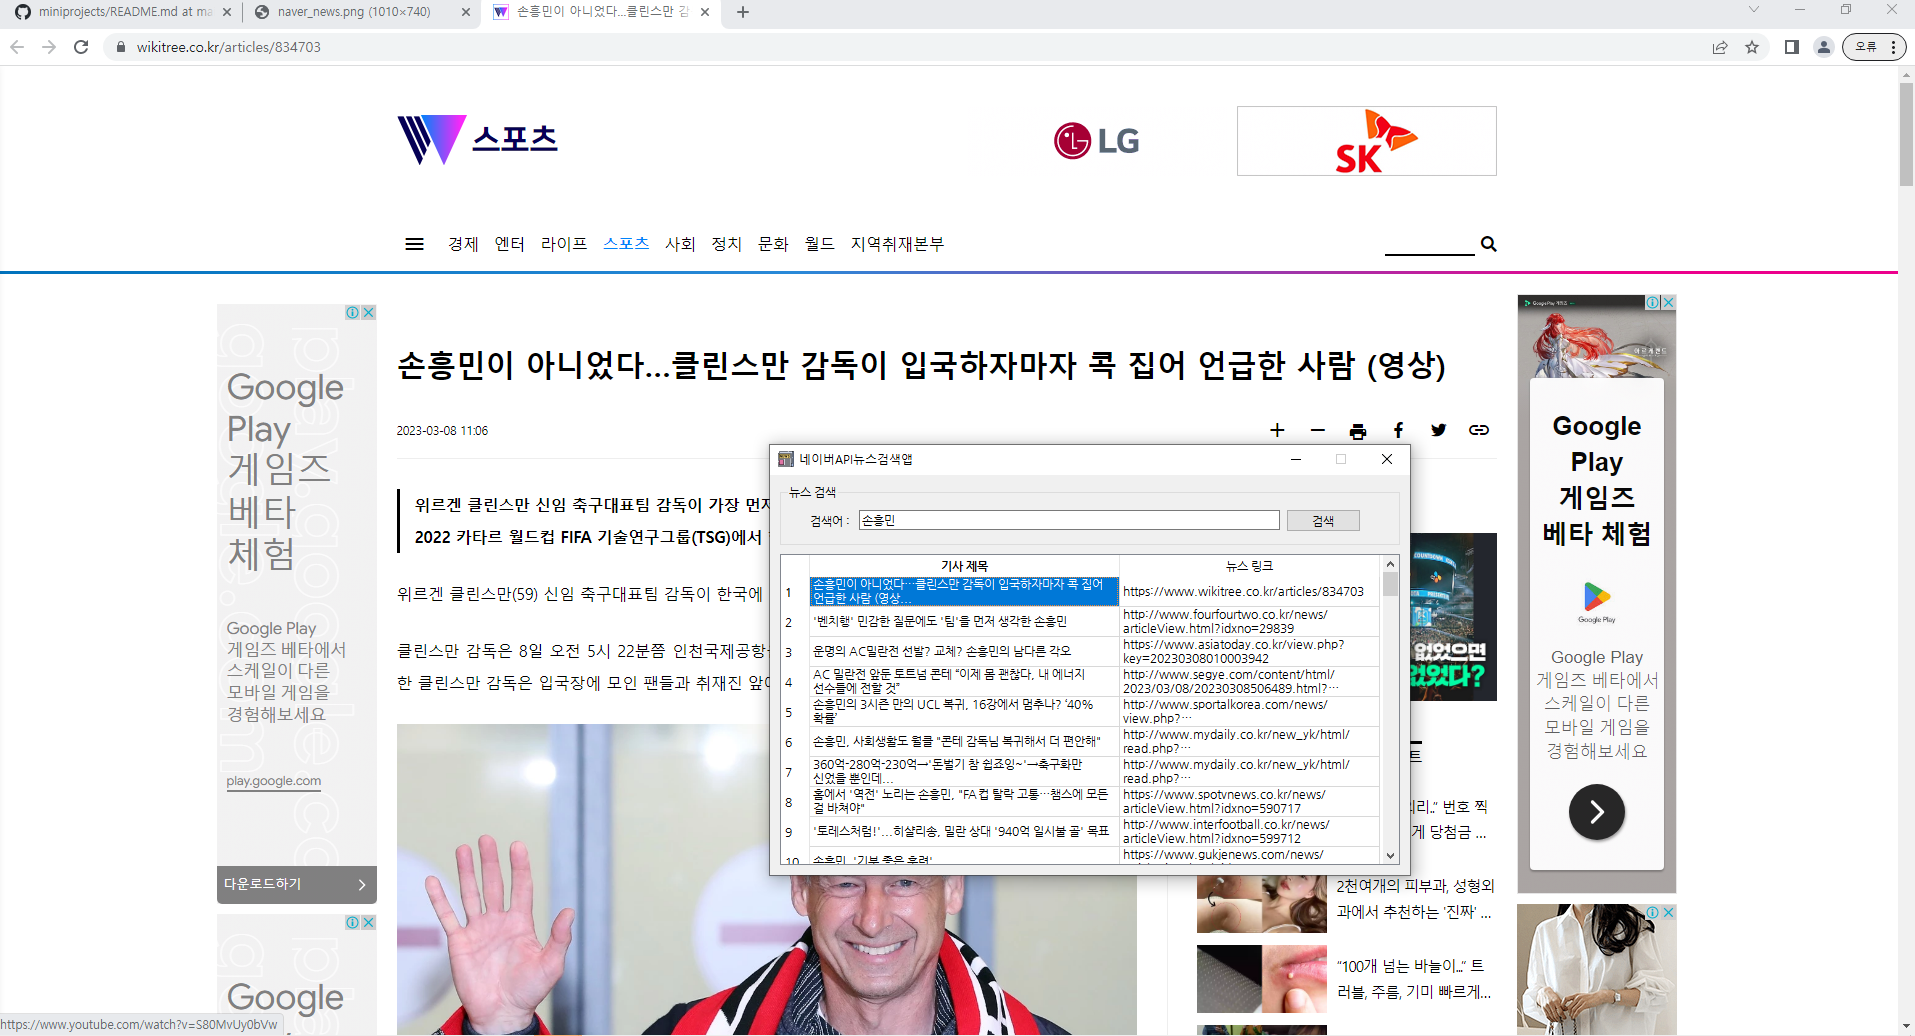 miniprojects/README.md at ma
naver_news.png (1010×740)
손흥민이 아니었다...클린스만 감
wikitree.co.kr/articles/834703
오류
스포츠
LG
SK
경제 엔터 라이프 스포츠 사회 정치 문화 월드 지역취재본부
손흥민이 아니었다...클린스만 감독이 입국하자마자 콕 집어 언급한 사람 (영상)
2023-03-08 11:06
위르겐 클린스만 신임 축구대표팀 감독이 가장 먼저
2022 카타르 월드컵 FIFA 기술연구그룹(TSG)에서
위르겐 클린스만(59) 신임 축구대표팀 감독이 한국에
클린스만 감독은 8일 오전 5시 22분쯤 인천국제공항
한 클린스만 감독은 입국장에 모인 팬들과 취재진 앞에
네이버API뉴스검색앱
뉴스 검색
검색어 : 손흥민 검색
기사 제목 뉴스 링크
1 손흥민이 아니었다…클린스만 감독이 입국하자마자 콕 집어
언급한 사람 (영상... https://www.wikitree.co.kr/articles/834703
2 '벤치행' 민감한 질문에도 '팀'을 먼저 생각한 손흥민 http://www.fourfourtwo.co.kr/news/
articleView.html?idxno=29839
3 운명의 AC밀란전 선발? 교체? 손흥민의 남다른 각오 https://www.asiatoday.co.kr/view.php?
key=20230308010003942
4 AC 밀란전 앞둔 토트넘 콘테 “이제 몸 괜찮다, 내 에너지
선수들에 전할 것” http://www.segye.com/content/html/
2023/03/08/20230308506489.html?…
5 손흥민의 3시즌 만의 UCL 복귀, 16강에서 멈추나? ‘40%
확률’ http://www.sportalkorea.com/news/
view.php?…
6 손흥민, 사회생활도 월클 "콘테 감독님 복귀해서 더 편안해" http://www.mydaily.co.kr/new_yk/html/
read.php?…
7 360억-280억-230억→'돈벌기 참 쉽죠잉~'→축구화만
신었을 뿐인데... http://www.mydaily.co.kr/new_yk/html/
read.php?…
8 홈에서 '역전' 노리는 손흥민, "FA컵 탈락 고통…챔스에 모든
걸 바쳐야" https://www.spotvnews.co.kr/news/
articleView.html?idxno=590717
9 '토레스처럼!'...히샬리송, 밀란 상대 '940억 일시불 골' 목표 http://www.interfootball.co.kr/news/
articleView.html?idxno=599712
10 손흥민, '기분 좋은 훈련' https://www.gukjenews.com/news/
Google
Play
게임즈
베타
체험
Google Play
게임즈 베타에서
스케일이 다른
모바일 게임을
경험해보세요
play.google.com
다운로드하기
Google
없었으면
없었다?
트
리.." 번호 찍
게 당첨금 ...
2천여개의 피부과, 성형외
과에서 추천하는 '진짜' ...
“100개 넘는 바늘이...” 트
러블, 주름, 기미 빠르게...
Google Play 게임즈
Google
Play
게임즈
베타 체험
Google Play
Google Play
게임즈 베타에서
스케일이 다른
모바일 게임을
경험해보세요
https://www.youtube.com/watch?v=S80MvUy0bVw